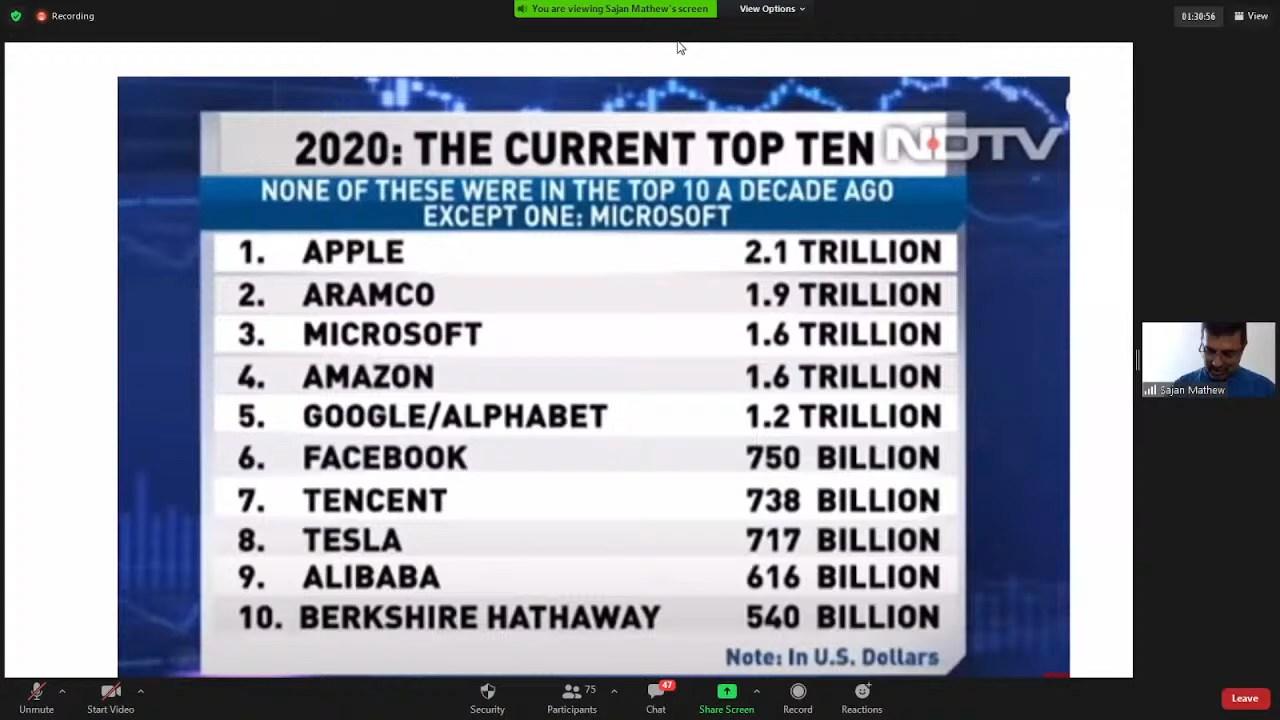 Recording
You are viewing Sajan Mathew's screen
View Options
01:30:56
View
2020: THE CURRENT TOP TEN
NDTV
NONE OF THESE WERE IN THE TOP 10 A DECADE AGO
EXCEPT ONE: MICROSOFT
1. APPLE 2.1 TRILLION
2. ARAMCO 1.9 TRILLION
3. MICROSOFT 1.6 TRILLION
4. AMAZON 1.6 TRILLION
5. GOOGLE/ALPHABET 1.2 TRILLION
6. FACEBOOK 750 BILLION
7. TENCENT 738 BILLION
8. TESLA 717 BILLION
9. ALIBABA 616 BILLION
10. BERKSHIRE HATHAWAY 540 BILLION
Note: In U.S. Dollars
Sajan Mathew
Unmute
Start Video
Security
75
Participants
47
Chat
Share Screen
Record
Reactions
Leave